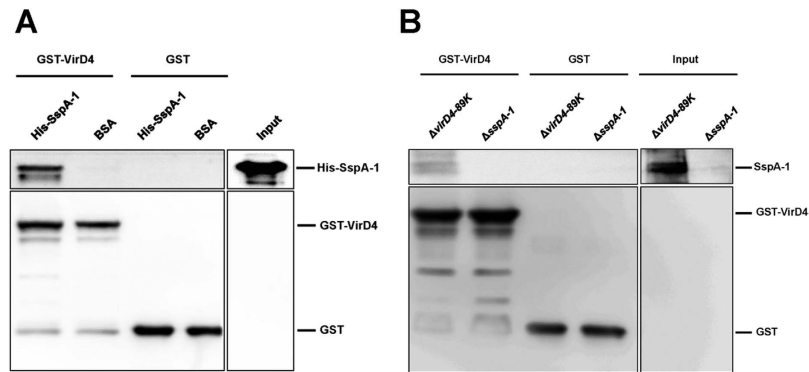 A
GST-VirD4 GST
His-SspA-1 BSA His-SspA-1 BSA Input
His-SspA-1
GST-VirD4
GST
B
GST-VirD4 GST Input
ΔvirD4-89K ΔsspA-1 ΔvirD4-89K ΔsspA-1 ΔvirD4-89K ΔsspA-1
SspA-1
GST-VirD4
GST